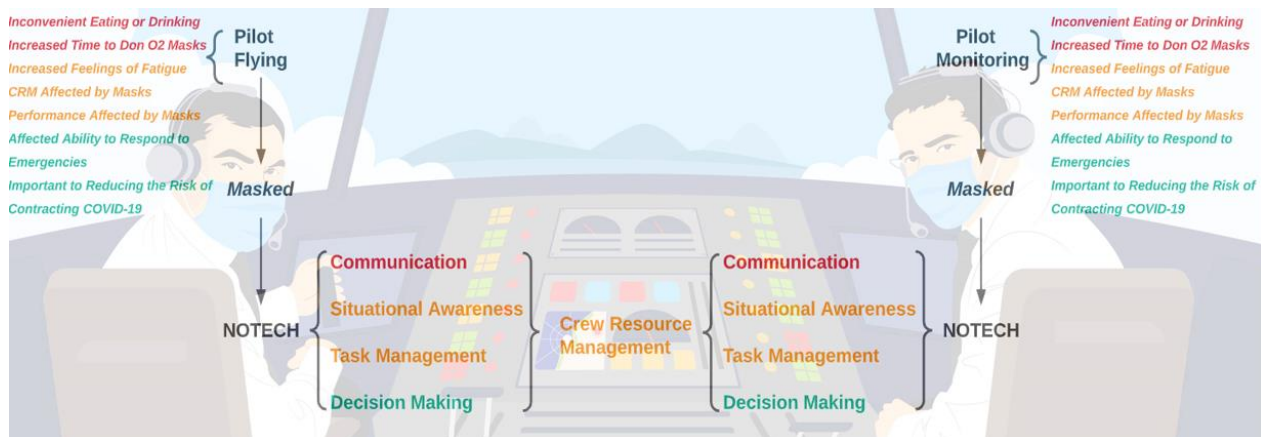 Inconvenient Eating or Drinking
Increased Time to Don O2 Masks
Increased Feelings of Fatigue
CRM Affected by Masks
Performance Affected by Masks
Affected Ability to Respond to
Emergencies
Important to Reducing the Risk of
Contracting COVID-19
Pilot
Flying
Masked
NOTECH
Communication
Situational Awareness
Task Management
Decision Making
Crew Resource
Management
Pilot
Monitoring
Masked
NOTECH
Communication
Situational Awareness
Task Management
Decision Making
Inconvenient Eating or Drinking
Increased Time to Don O2 Masks
Increased Feelings of Fatigue
CRM Affected by Masks
Performance Affected by Masks
Affected Ability to Respond to
Emergencies
Important to Reducing the Risk of
Contracting COVID-19